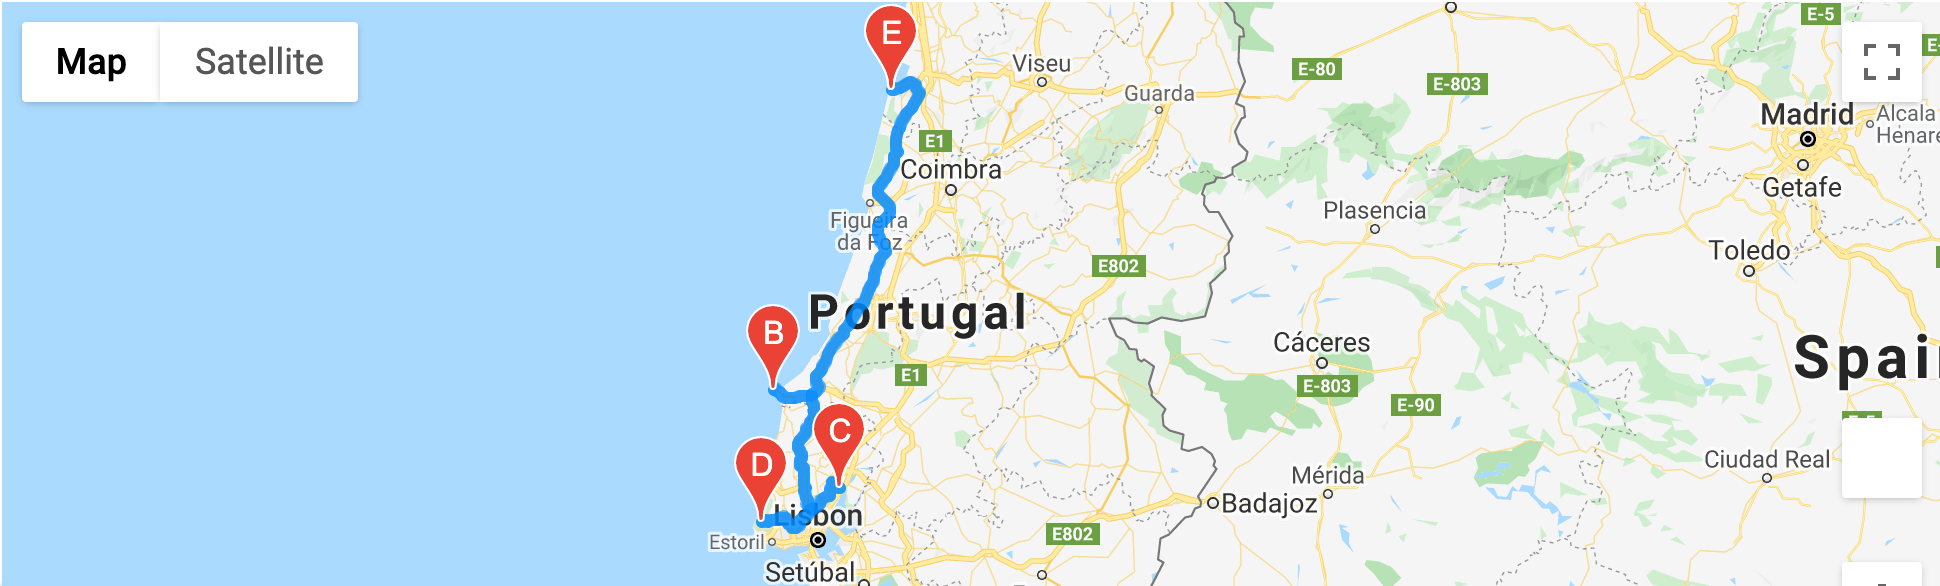 Map
Satellite
E
Viseu
Guarda
E-80
E-803
E-5
E-
Madrid
Alcala
Henare
E1
Coimbra
Getafe
Figueira
da Foz
Plasencia
Toledo
E802
Portugal
B
Cáceres
E-803
E-90
Spain
E1
C
D
Mérida
Ciudad Real
Badajoz
Lisbon
Estoril
E802
Setúbal